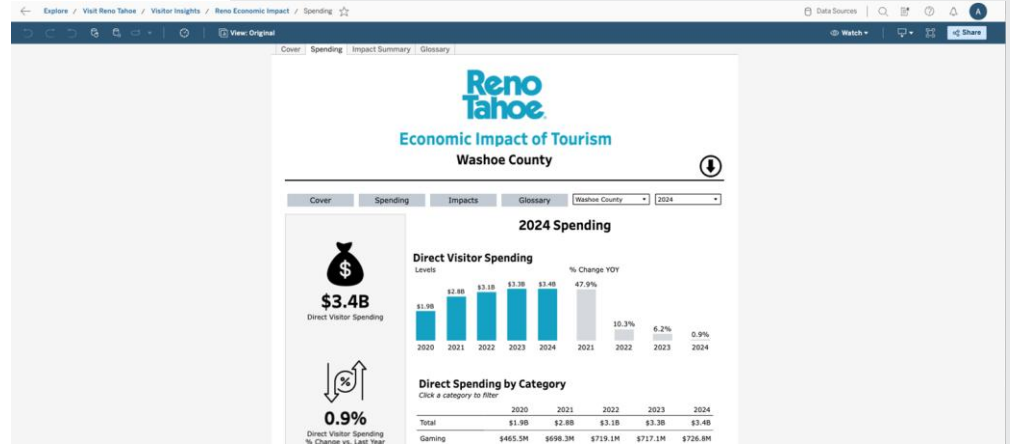 Explore / Visit Reno Tahoe / Visitor Insights / Reno Economic Impact / Spending
Data Sources
A
View: Original
Watch
Share
Cover Spending Impact Summary Glossary
Reno
Tahoe
Economic Impact of Tourism
Washoe County
Cover Spending Impacts Glossary Washoe County 2024
2024 Spending
$
$3.4B
Direct Visitor Spending
Direct Visitor Spending
Levels
% Change YOY
$1.9B $2.8B $3.1B $3.3B $3.4B
2020 2021 2022 2023 2024
47.9% 10.3% 6.2% 0.9%
2021 2022 2023 2024
%
0.9%
Direct Visitor Spending
% Change vs. Last Year
Direct Spending by Category
Click a category to filter
2020 2021 2022 2023 2024
Total $1.9B $2.8B $3.1B $3.3B $3.4B
Gaming $465.5M $698.3M $719.1M $717.1M $726.8M